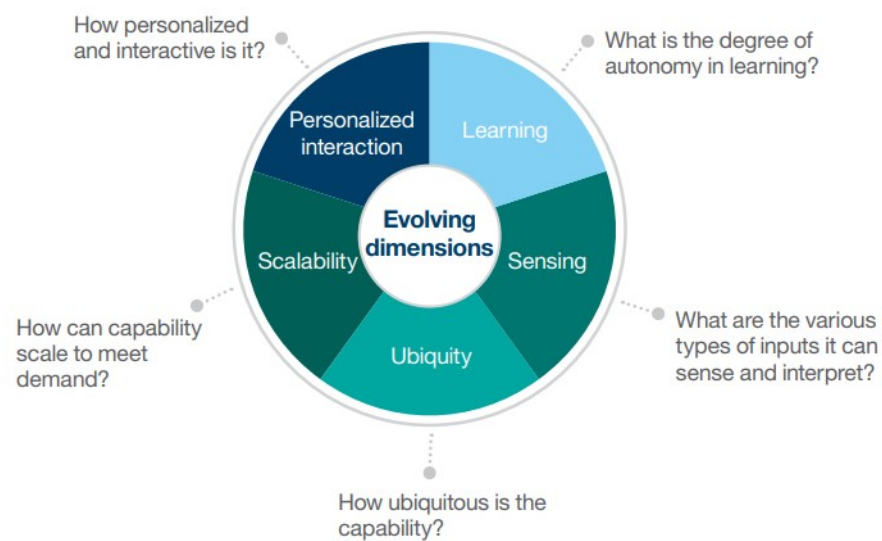 How personalized
and interactive is it?
What is the degree of
autonomy in learning?
Personalized
interaction
Learning
Evolving
dimensions
Scalability
Sensing
Ubiquity
How can capability
scale to meet
demand?
What are the various
types of inputs it can
sense and interpret?
How ubiquitous is the
capability?